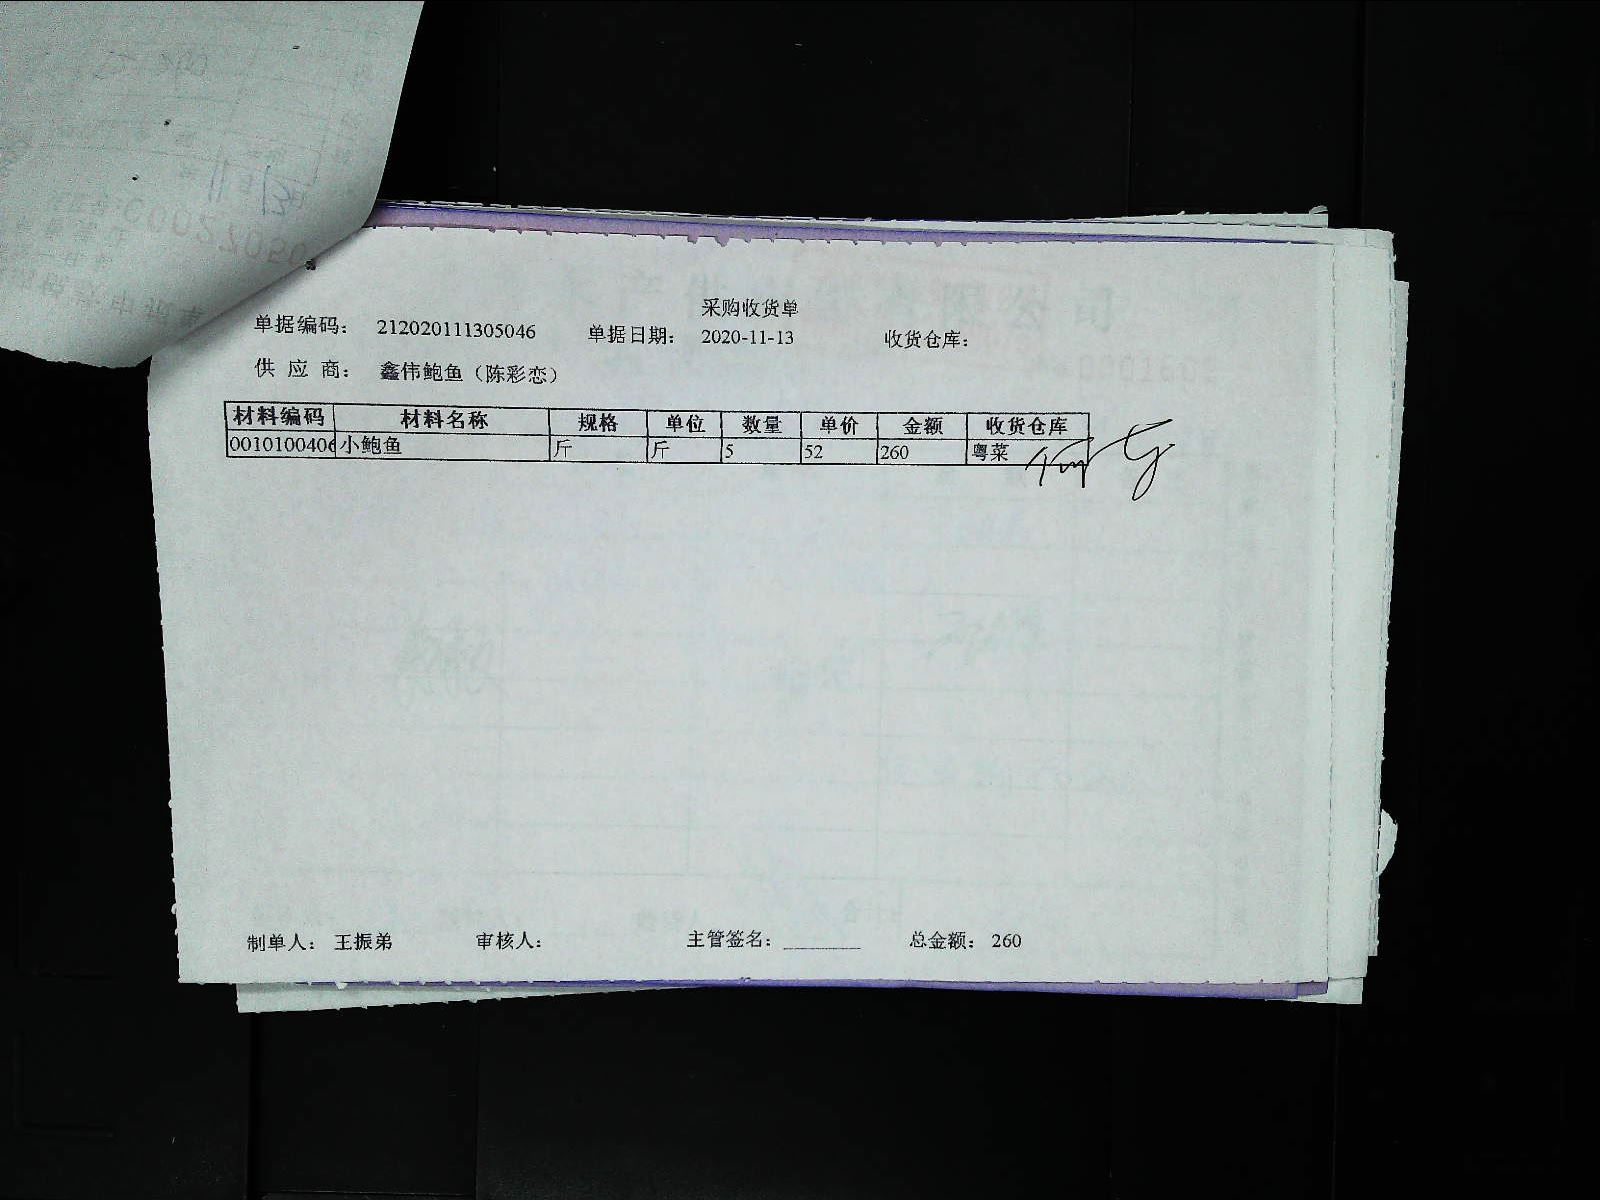 采购收货单
单据编码: 212020111305046 单据日期: 2020-11-13 收货仓库:
供应商: 鑫伟鲍鱼（陈彩恋）
材料编码 材料名称 规格 单位 数量 单价 金额 收货仓库
0010100406 小鲍鱼 斤 斤 5 52 260 粤菜
制单人: 王振弟 审核人: 主管签名: ________ 总金额: 260